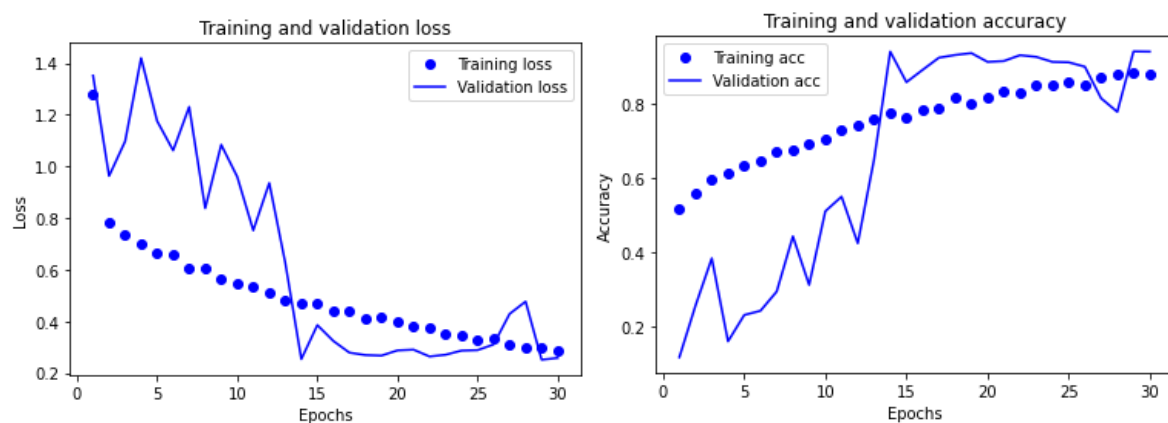 Training and validation loss
1.4
1.2
1.0
0.8
0.6
0.4
0.2
Loss
Training loss
Validation loss
0 5 10 15 20 25 30
Epochs
Training and validation accuracy
0.8
0.6
0.4
0.2
Accuracy
Training acc
Validation acc
0 5 10 15 20 25 30
Epochs